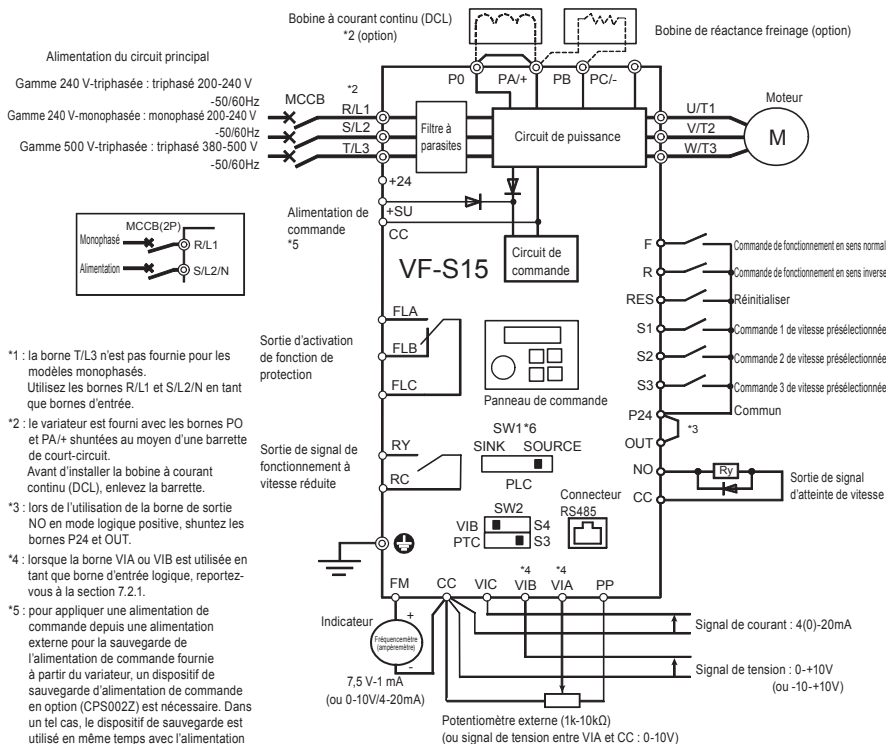 Bobine à courant continu (DCL)
*2 (option)
Bobine de réactance freinage (option)
Alimentation du circuit principal
Gamme 240 V-triphasée : triphasé 200-240 V
-50/60Hz
Gamme 240 V-monophasée : monophasé 200-240 V
-50/60Hz
Gamme 500 V-triphasée : triphasé 380-500 V
-50/60Hz
MCCB
*2
R/L1
S/L2
T/L3
P0
PA/+
PB
PC/-
Filtre à
parasites
Circuit de puissance
U/T1
V/T2
W/T3
Moteur
M
+24
+SU
CC
Alimentation de
commande
*5
Circuit de
commande
VF-S15
MCCB(2P)
Monophasé
Alimentation
R/L1
S/L2/N
F
Commande de fonctionnement en sens normal
R
Commande de fonctionnement en sens inverse
RES
Réinitialiser
S1
Commande 1 de vitesse présélectionnée
S2
Commande 2 de vitesse présélectionnée
S3
Commande 3 de vitesse présélectionnée
P24
Commun
*3
OUT
NO
Ry
CC
Sortie de signal
d'atteinte de vitesse
FLA
FLB
FLC
Sortie d'activation
de fonction de
protection
Panneau de commande
RY
RC
Sortie de signal de
fonctionnement à
vitesse réduite
SW1*6
SINK SOURCE
PLC
SW2
VIB
S4
PTC
S3
Connecteur
RS485
*4
*4
FM
CC
VIC
VIB
VIA
PP
Indicateur
+
Fréquencemètre
(ampèremètre)
-
7,5 V-1 mA
(ou 0-10V/4-20mA)
Signal de courant : 4(0)-20mA
Signal de tension : 0-+10V
(ou -10-+10V)
Potentiomètre externe (1k-10kΩ)
(ou signal de tension entre VIA et CC : 0-10V)
*1 : la borne T/L3 n'est pas fournie pour les
modèles monophasés.
Utilisez les bornes R/L1 et S/L2/N en tant
que bornes d'entrée.
*2 : le variateur est fourni avec les bornes PO
et PA/+ shuntées au moyen d'une barrette
de court-circuit.
Avant d'installer la bobine à courant
continu (DCL), enlevez la barrette.
*3 : lors de l'utilisation de la borne de sortie
NO en mode logique positive, shuntez les
bornes P24 et OUT.
*4 : lorsque la borne VIA ou VIB est utilisée en
tant que borne d'entrée logique, reportez-
vous à la section 7.2.1.
*5 : pour appliquer une alimentation de
commande depuis une alimentation
externe pour la sauvegarde de
l'alimentation de commande fournie
à partir du variateur, un dispositif de
sauvegarde d'alimentation de commande
en option (CPS002Z) est nécessaire. Dans
un tel cas, le dispositif de sauvegarde est
utilisé en même temps avec l'alimentation